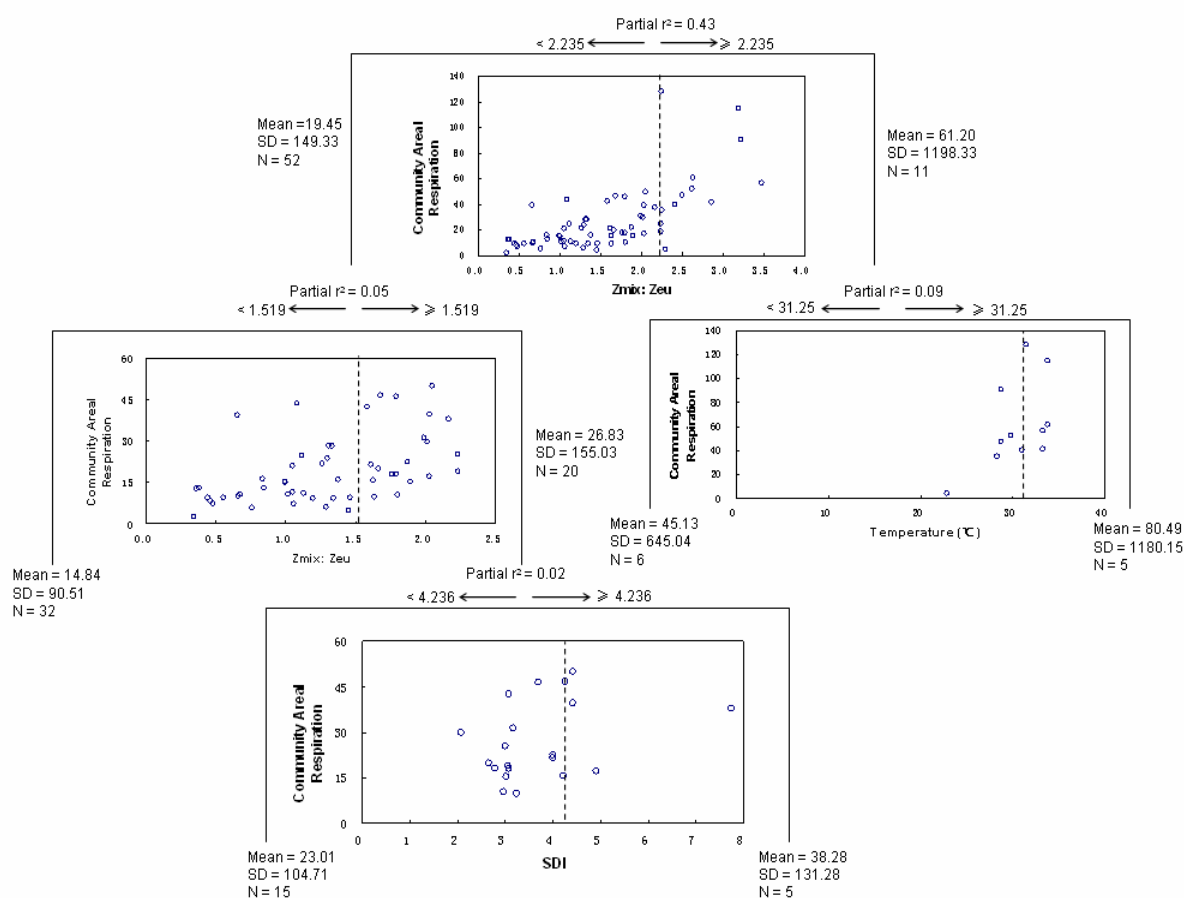 Partial r² = 0.43
< 2.235
⩾ 2.235
Mean =19.45
SD = 149.33
N = 52
Community Areal
Respiration
140
120
100
80
60
40
20
0
0.0 0.5 1.0 1.5 2.0 2.5 3.0 3.5 4.0
Zmix: Zeu
Mean = 61.20
SD = 1198.33
N = 11
Partial r² = 0.05
< 1.519
⩾ 1.519
Community Areal
Respiration
60
45
30
15
0
0.0 0.5 1.0 1.5 2.0 2.5
Zmix: Zeu
Mean = 14.84
SD = 90.51
N = 32
Mean = 26.83
SD = 155.03
N = 20
Partial r² = 0.09
< 31.25
⩾ 31.25
Community Areal
Respiration
140
120
100
80
60
40
20
0
0 10 20 30 40
Temperature (℃)
Mean = 45.13
SD = 645.04
N = 6
Mean = 80.49
SD = 1180.15
N = 5
Partial r² = 0.02
< 4.236
⩾ 4.236
Community Areal
Respiration
60
45
30
15
0
0 1 2 3 4 5 6 7 8
SDI
Mean = 23.01
SD = 104.71
N = 15
Mean = 38.28
SD = 131.28
N = 5